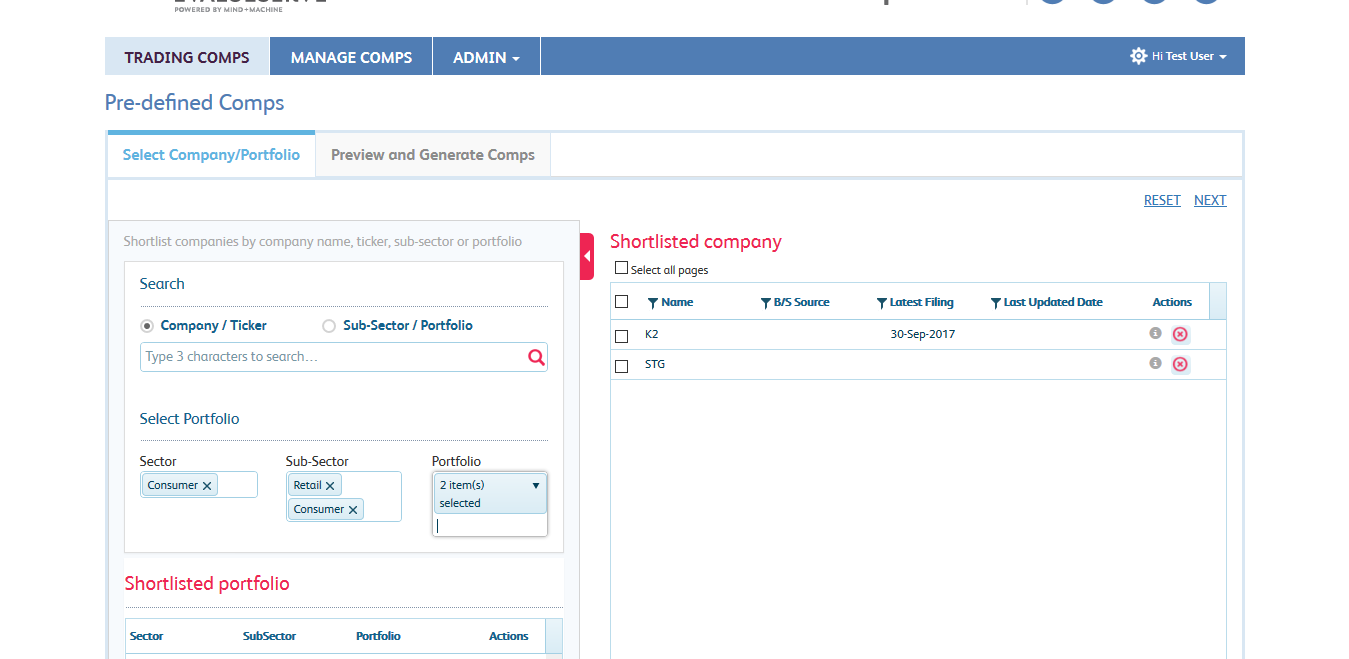 POWERED BY MIND+MACHINE
TRADING COMPS
MANAGE COMPS
ADMIN
Hi Test User
Pre-defined Comps
Select Company/Portfolio
Preview and Generate Comps
RESET
NEXT
Shortlist companies by company name, ticker, sub-sector or portfolio
Search
Company / Ticker
Sub-Sector / Portfolio
Type 3 characters to search...
Select Portfolio
Sector
Sub-Sector
Portfolio
Consumer
Retail
Consumer
2 item(s)
selected
Shortlisted portfolio
Sector
SubSector
Portfolio
Actions
Shortlisted company
Select all pages
Name
B/S Source
Latest Filing
Last Updated Date
Actions
K2
30-Sep-2017
STG